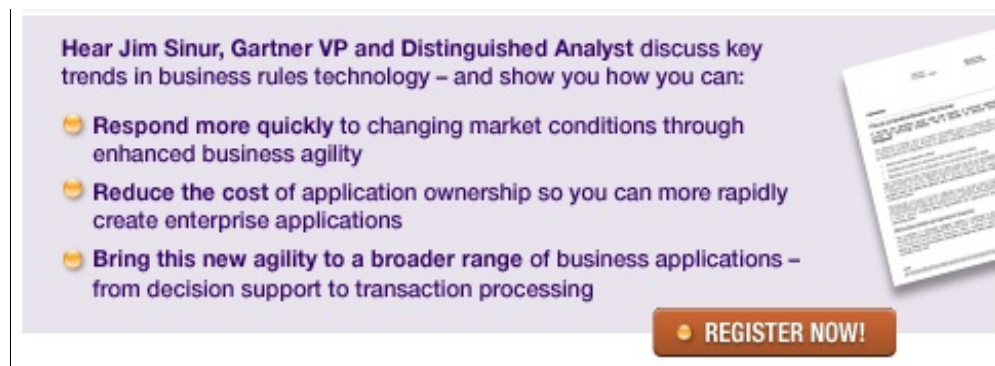 Hear Jim Sinur, Gartner VP and Distinguished Analyst discuss key
trends in business rules technology – and show you how you can:
Respond more quickly to changing market conditions through
enhanced business agility
Reduce the cost of application ownership so you can more rapidly
create enterprise applications
Bring this new agility to a broader range of business applications –
from decision support to transaction processing
REGISTER NOW!